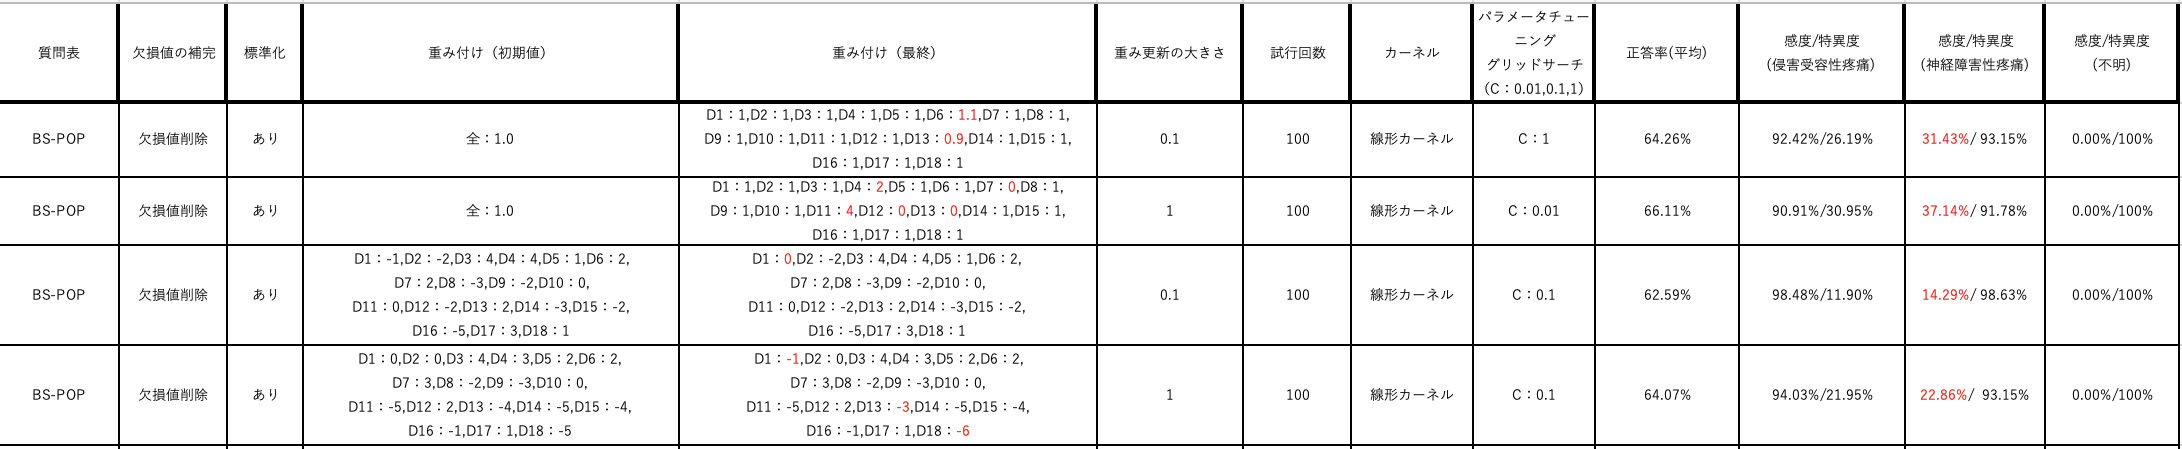 質問表
欠損値の補完
標準化
重み付け（初期値）
重み付け（最終）
重み更新の大きさ
試行回数
カーネル
パラメータチュー
ニング
グリッドサーチ
（C：0.01,0.1,1）
正答率(平均)
感度/特異度
(侵害受容性疼痛)
感度/特異度
(神経障害性疼痛)
感度/特異度
(不明)
BS-POP
欠損値削除
あり
全：1.0
D1：1,D2：1,D3：1,D4：1,D5：1,D6：1.1,D7：1,D8：1,
D9：1,D10：1,D11：1,D12：1,D13：0.9,D14：1,D15：1,
D16：1,D17：1,D18：1
0.1
100
線形カーネル
C：1
64.26%
92.42%/26.19%
31.43%/ 93.15%
0.00%/100%
BS-POP
欠損値削除
あり
全：1.0
D1：1,D2：1,D3：1,D4：2,D5：1,D6：1,D7：0,D8：1,
D9：1,D10：1,D11：4,D12：0,D13：0,D14：1,D15：1,
D16：1,D17：1,D18：1
1
100
線形カーネル
C：0.01
66.11%
90.91%/30.95%
37.14%/ 91.78%
0.00%/100%
BS-POP
欠損値削除
あり
D1：-1,D2：-2,D3：4,D4：4,D5：1,D6：2,
D7：2,D8：-3,D9：-2,D10：0,
D11：0,D12：-2,D13：2,D14：-3,D15：-2,
D16：-5,D17：3,D18：1
D1：0,D2：-2,D3：4,D4：4,D5：1,D6：2,
D7：2,D8：-3,D9：-2,D10：0,
D11：0,D12：-2,D13：2,D14：-3,D15：-2,
D16：-5,D17：3,D18：1
0.1
100
線形カーネル
C：0.1
62.59%
98.48%/11.90%
14.29%/ 98.63%
0.00%/100%
BS-POP
欠損値削除
あり
D1：0,D2：0,D3：4,D4：3,D5：2,D6：2,
D7：3,D8：-2,D9：-3,D10：0,
D11：-5,D12：2,D13：-4,D14：-5,D15：-4,
D16：-1,D17：1,D18：-5
D1：-1,D2：0,D3：4,D4：3,D5：2,D6：2,
D7：3,D8：-2,D9：-3,D10：0,
D11：-5,D12：2,D13：-3,D14：-5,D15：-4,
D16：-1,D17：1,D18：-6
1
100
線形カーネル
C：0.1
64.07%
94.03%/21.95%
22.86%/ 93.15%
0.00%/100%